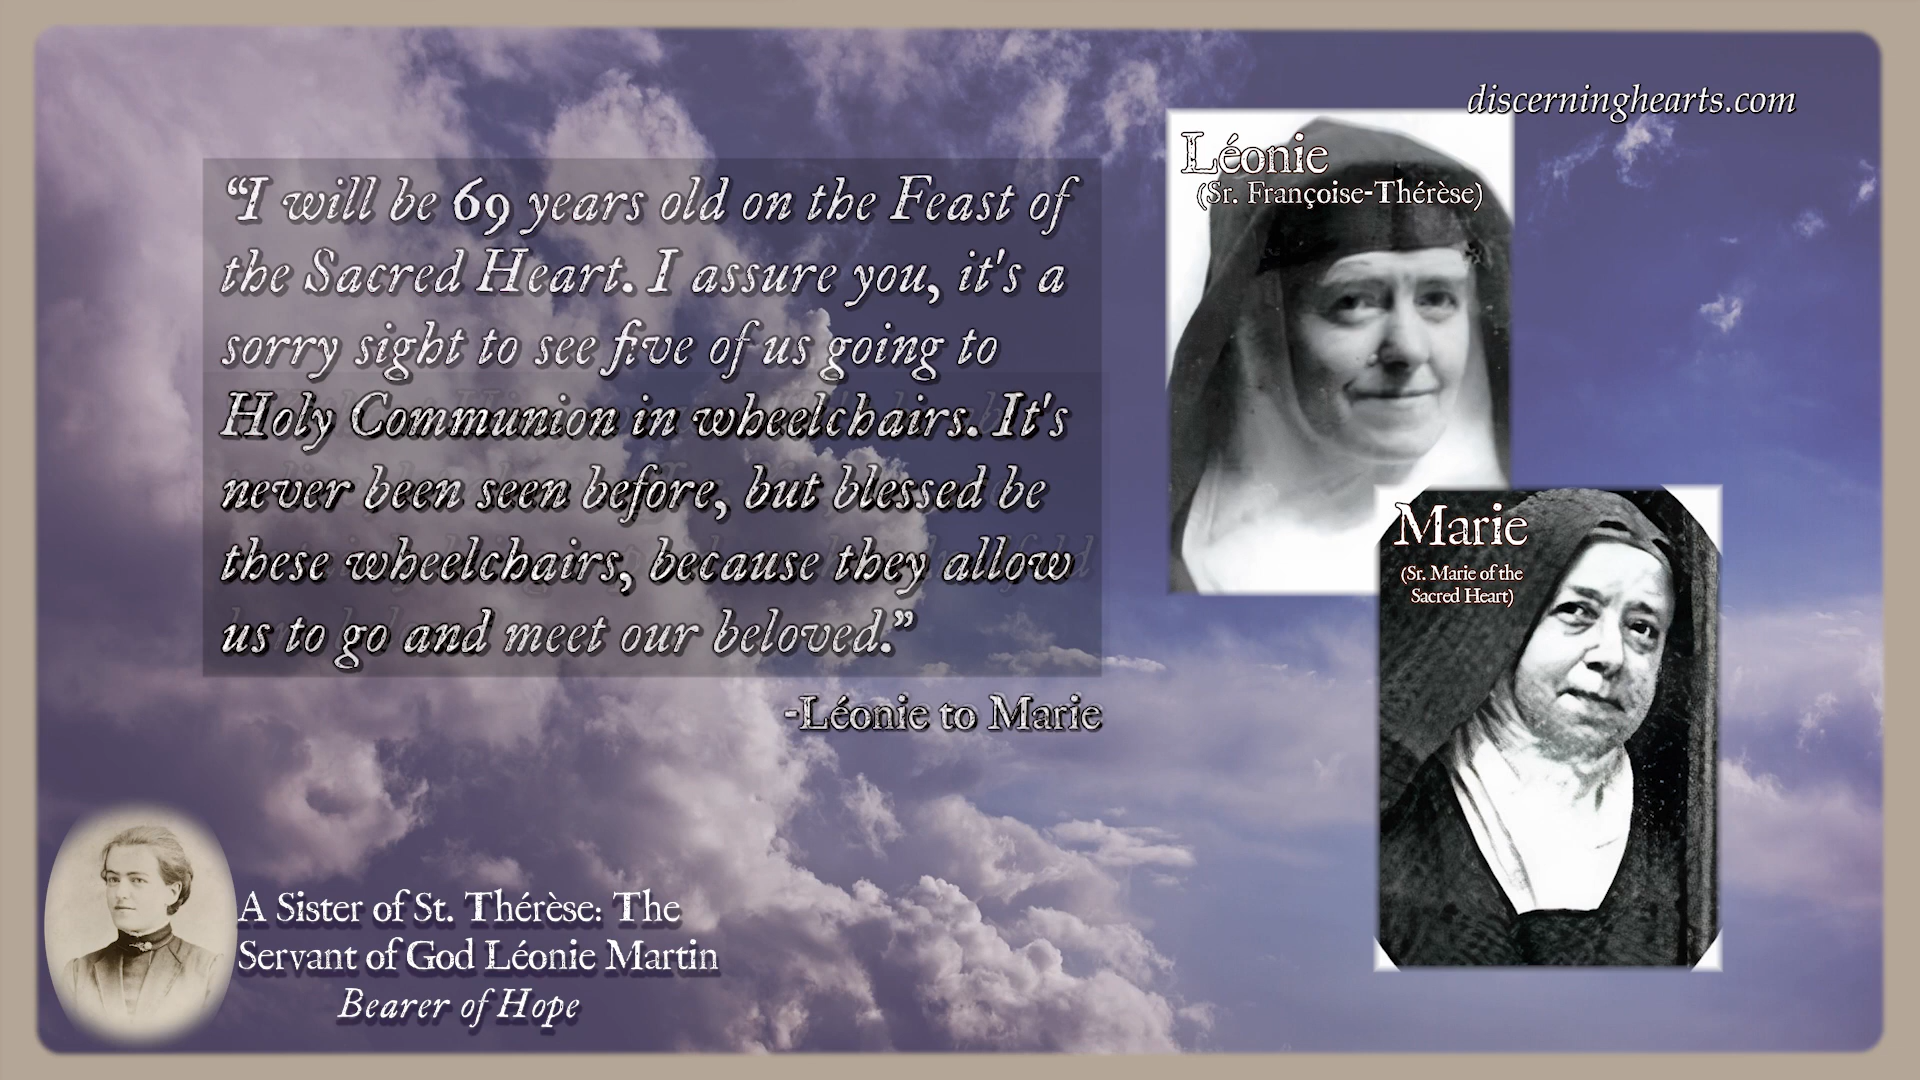 discerninghearts.com
Léonie
(Sr. Françoise-Thérèse)
“I will be 69 years old on the Feast of
the Sacred Heart. I assure you, it's a
sorry sight to see five of us going to
Holy Communion in wheelchairs. It's
never been seen before, but blessed be
these wheelchairs, because they allow
us to go and meet our beloved.”
-Léonie to Marie
Marie
(Sr. Marie of the
Sacred Heart)
A Sister of St. Thérèse: The
Servant of God Léonie Martin
Bearer of Hope